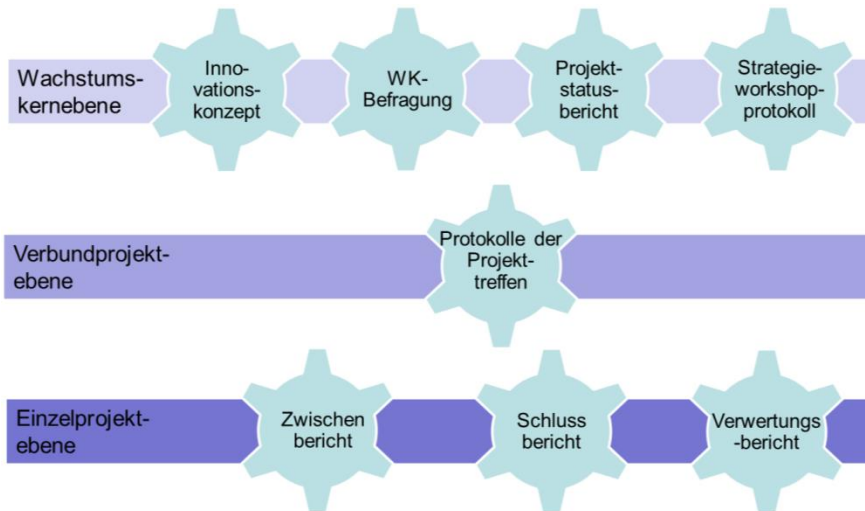 Wachstums-
kernebene
Inno-
vations-
konzept
WK-
Befragung
Projekt-
status-
bericht
Strategie-
workshop-
protokoll
Verbundprojekt-
ebene
Protokolle der
Projekt-
treffen
Einzelprojekt-
ebene
Zwischen
bericht
Schluss
bericht
Verwertungs
-bericht